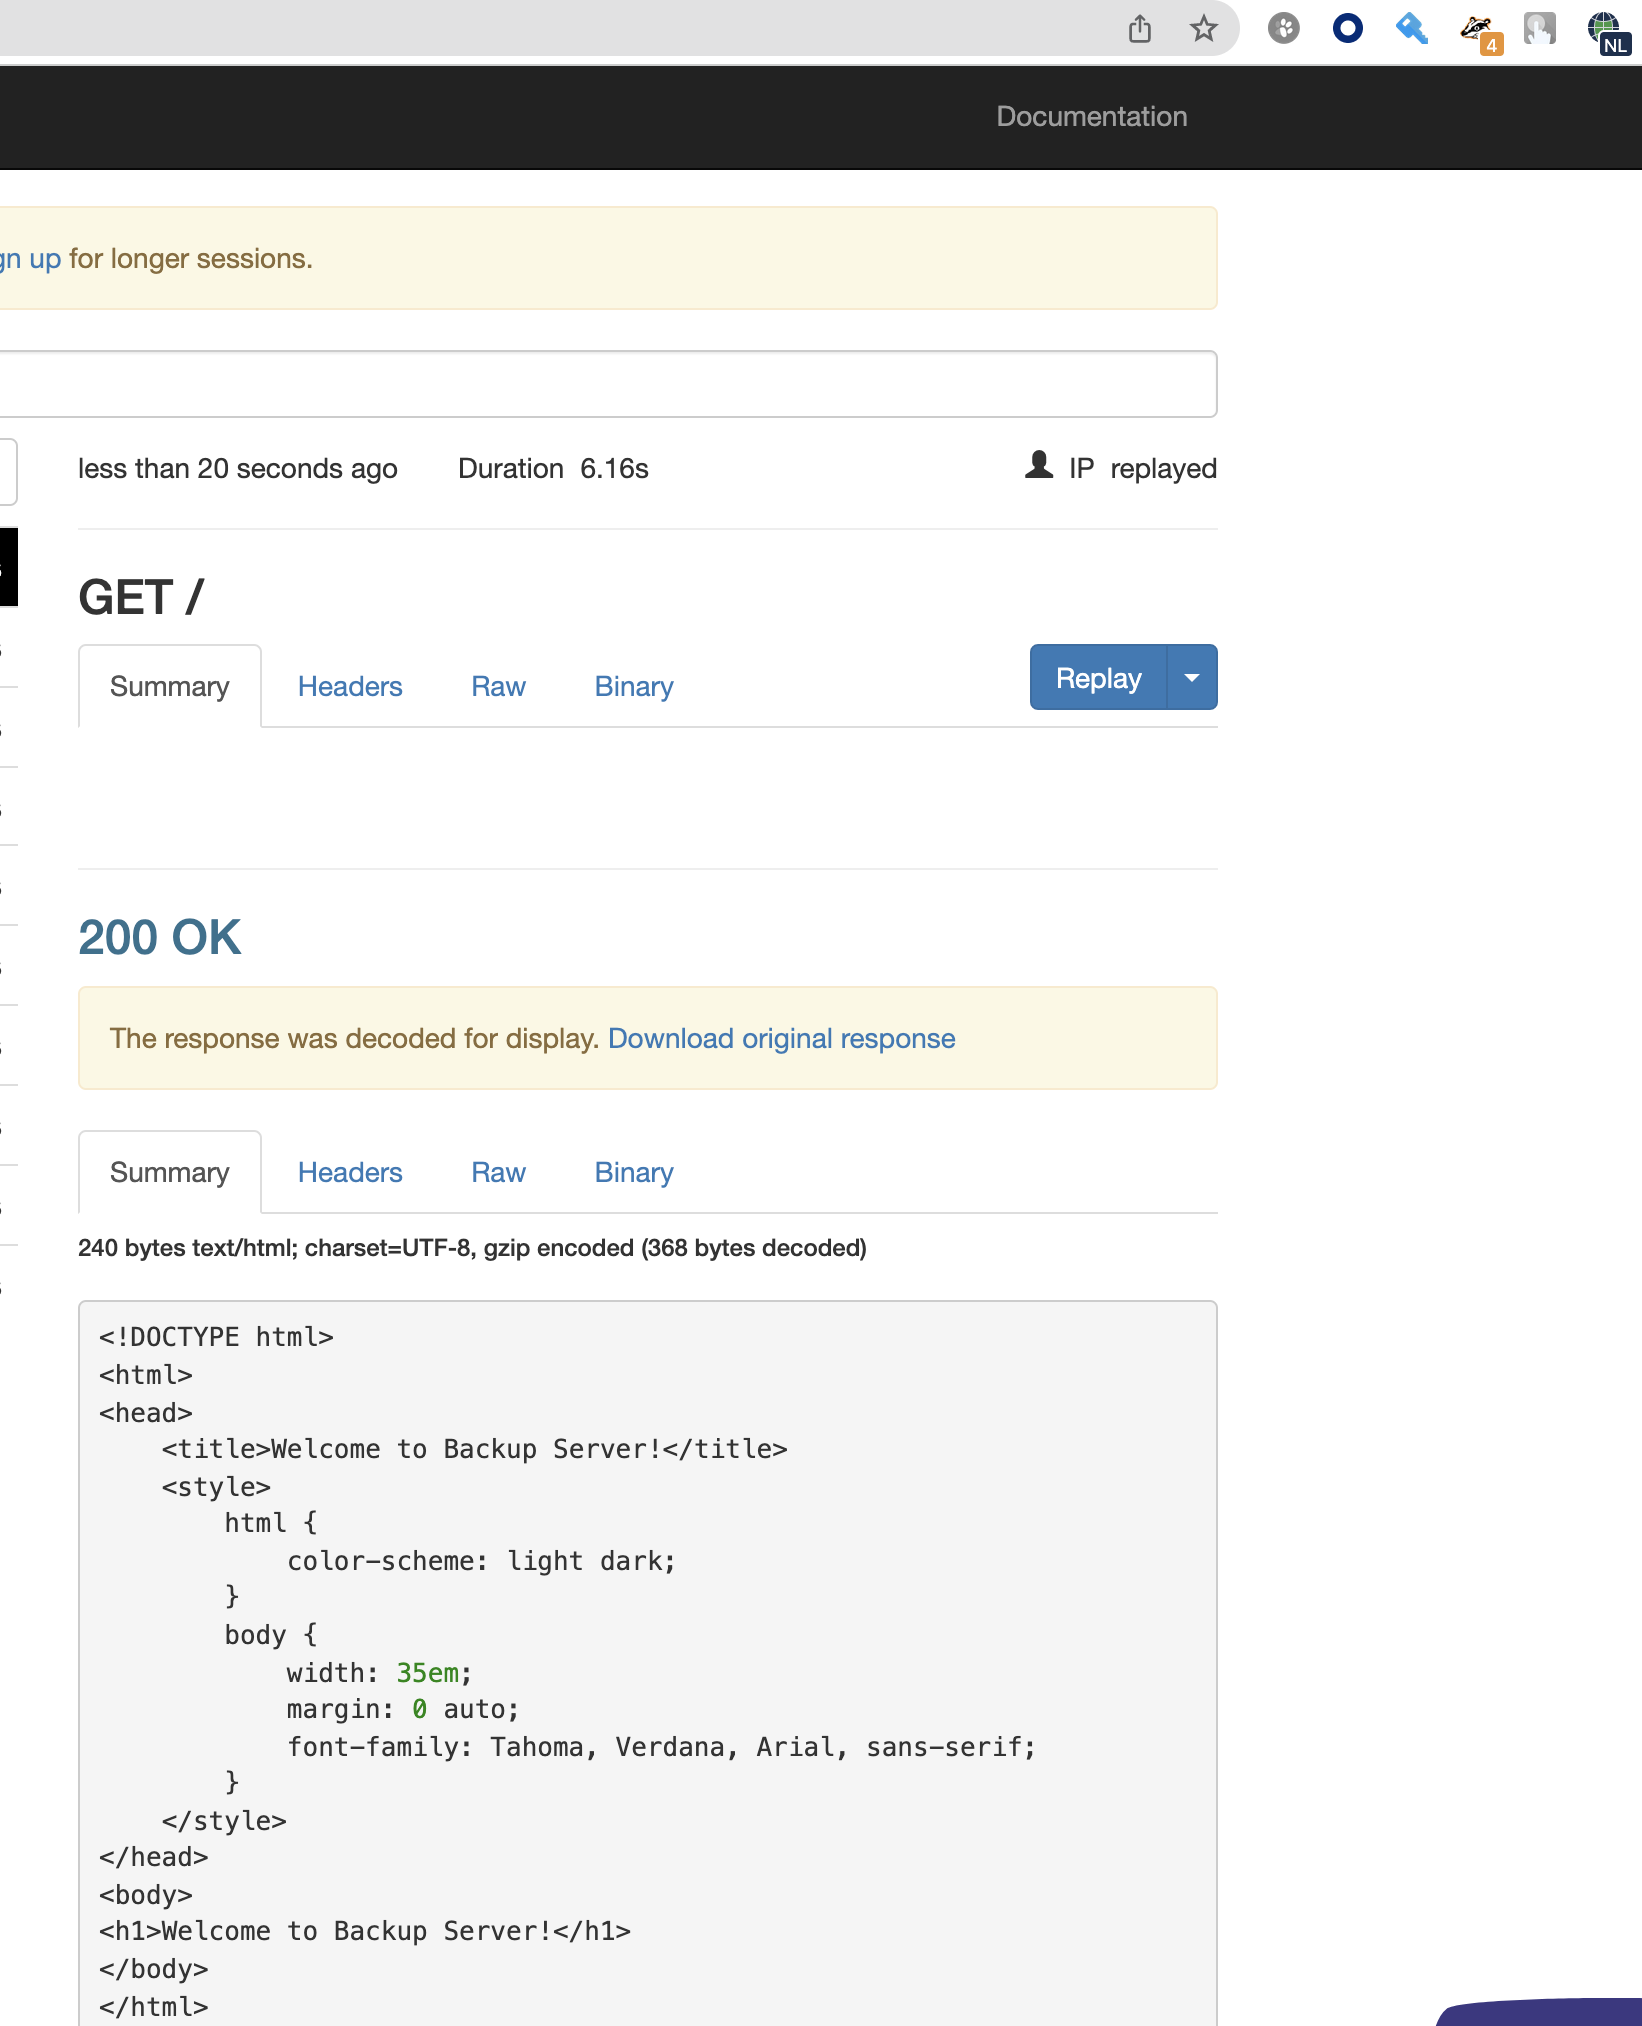 4
NL
Documentation
gn up for longer sessions.
less than 20 seconds ago Duration 6.16s IP replayed
GET /
Summary Headers Raw Binary Replay
200 OK
The response was decoded for display. Download original response
Summary Headers Raw Binary
240 bytes text/html; charset=UTF-8, gzip encoded (368 bytes decoded)
<!DOCTYPE html>
<html>
<head>
    <title>Welcome to Backup Server!</title>
    <style>
        html {
            color-scheme: light dark;
        }
        body {
            width: 35em;
            margin: 0 auto;
            font-family: Tahoma, Verdana, Arial, sans-serif;
        }
    </style>
</head>
<body>
<h1>Welcome to Backup Server!</h1>
</body>
</html>